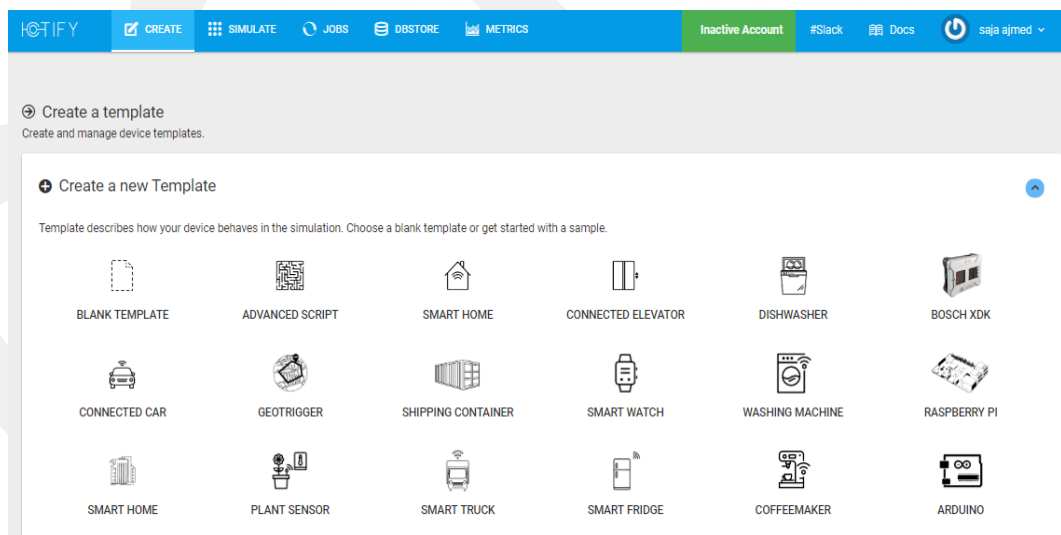 IOTIFY CREATE SIMULATE JOBS DBSTORE METRICS Inactive Account #Slack Docs saja ajmed
Create a template
Create and manage device templates.
Create a new Template
Template describes how your device behaves in the simulation. Choose a blank template or get started with a sample.
BLANK TEMPLATE ADVANCED SCRIPT SMART HOME CONNECTED ELEVATOR DISHWASHER BOSCH XDK
CONNECTED CAR GEOTRIGGER SHIPPING CONTAINER SMART WATCH WASHING MACHINE RASPBERRY PI
SMART HOME PLANT SENSOR SMART TRUCK SMART FRIDGE COFFEEMAKER ARDUINO